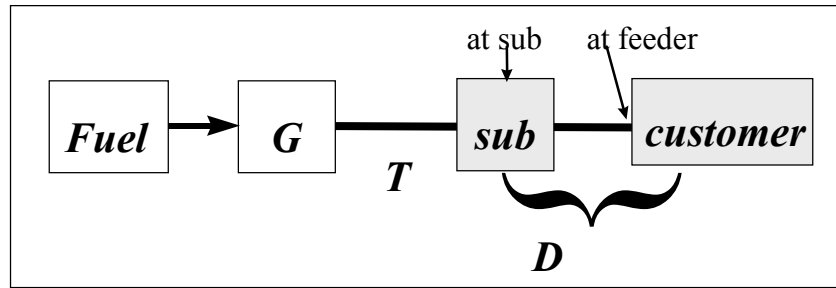 at sub
at feeder
Fuel
G
sub
customer
T
D